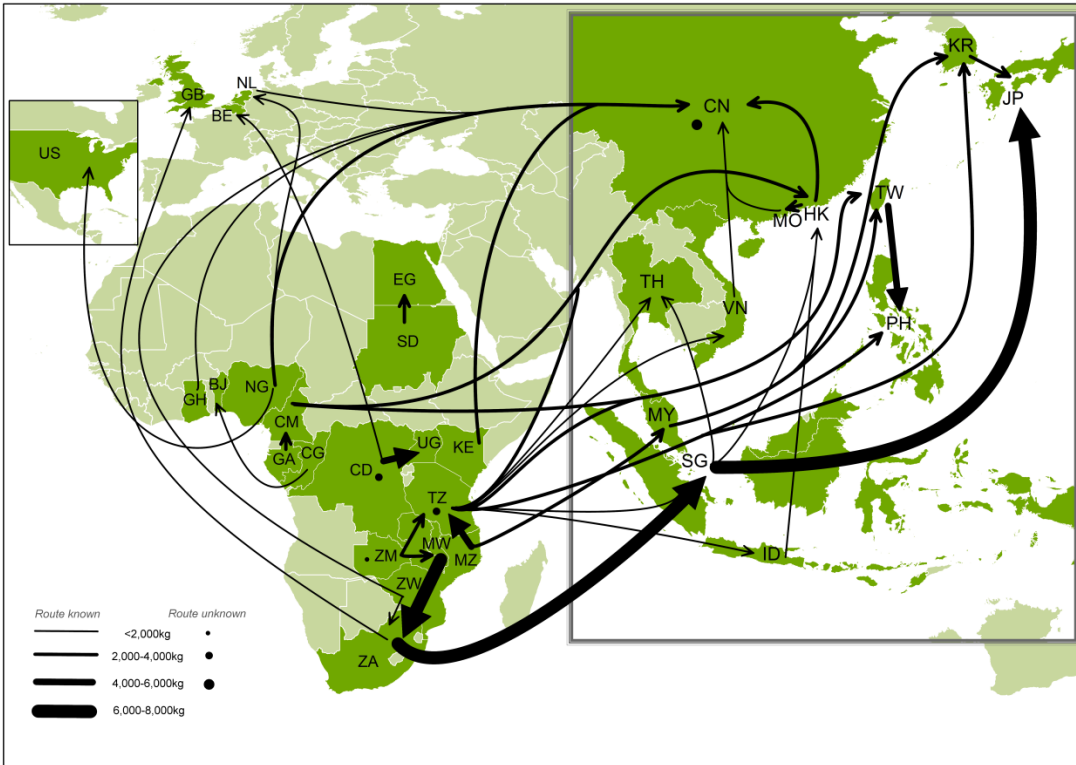 KR
NL
GB
BE
CN
JP
US
TW
HK
MO
EG
TH
VN
PH
SD
BJ
NG
GH
MY
CM
UG
KE
CG
GA
CD
SG
TZ
MW
ZM
MZ
ID
ZW
ZA
Route known Route unknown
<2,000kg
2,000-4,000kg
4,000-6,000kg
6,000-8,000kg